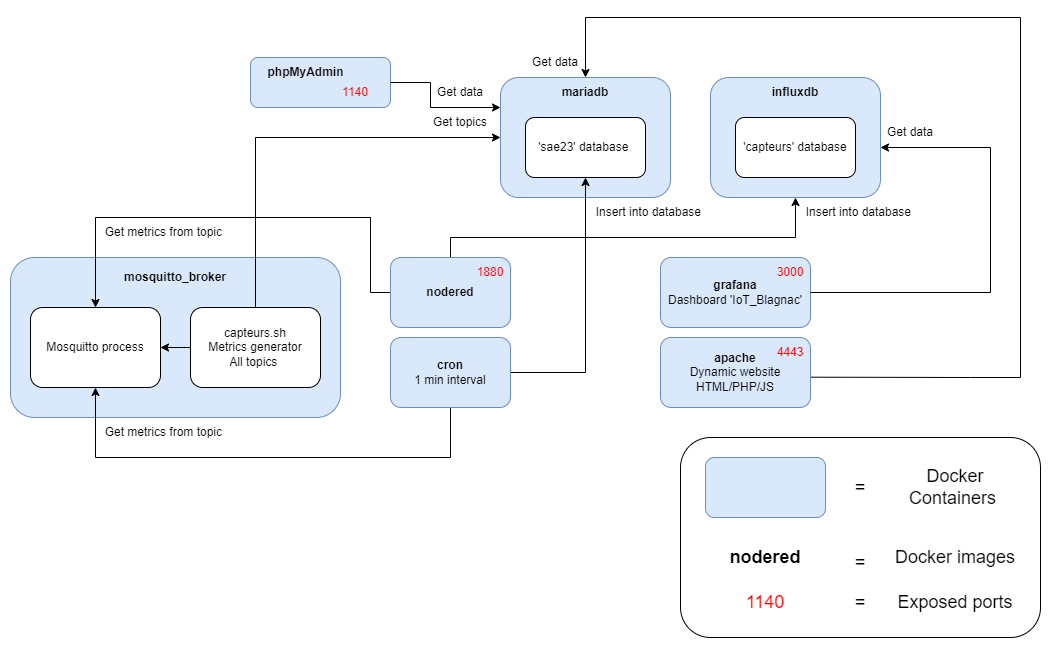 Get data
phpMyAdmin
1140
Get data
Get topics
mariadb
'sae23' database
influxdb
'capteurs' database
Get data
Insert into database
Insert into database
Get metrics from topic
mosquitto_broker
Mosquitto process
capteurs.sh
Metrics generator
All topics
1880
nodered
3000
grafana
Dashboard 'IoT_Blagnac'
cron
1 min interval
4443
apache
Dynamic website
HTML/PHP/JS
Get metrics from topic
= Docker
Containers
nodered = Docker images
1140 = Exposed ports